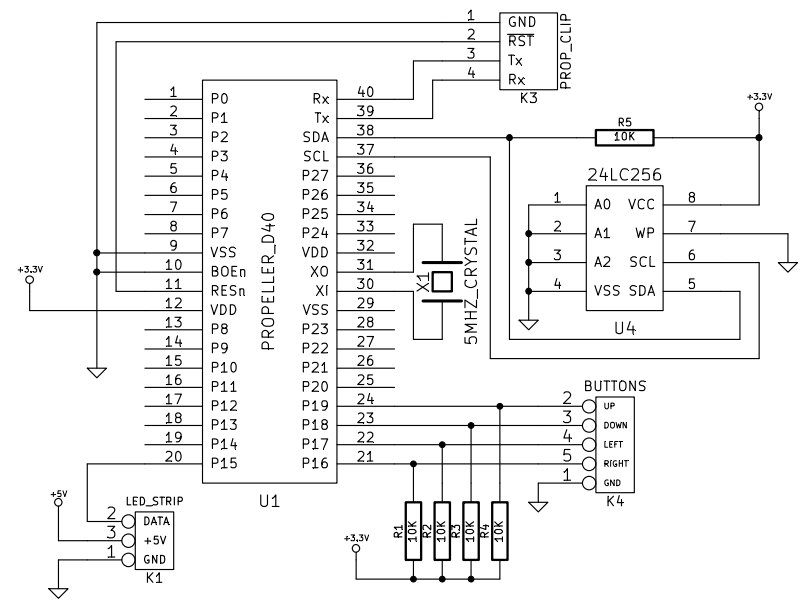 1 GND
2 RST
3 Tx
4 Rx
K3
PROP_CLIP
1 P0 Rx 40
2 P1 Tx 39
3 P2 SDA 38
4 P3 SCL 37
5 P4 P27 36
6 P5 P26 35
7 P6 P25 34
8 P7 P24 33
9 VSS VDD 32
10 BOEn XO 31
11 RESn XI 30
12 VDD VSS 29
13 P8 P23 28
14 P9 P22 27
15 P10 P21 26
16 P11 P20 25
17 P12 P19 24
18 P13 P18 23
19 P14 P17 22
20 P15 P16 21
PROPELLER_D40
U1
+3.3V
R5
10K
+3.3V
24LC256
1 A0 VCC 8
2 A1 WP 7
3 A2 SCL 6
4 VSS SDA 5
U4
X1
5MHZ_CRYSTAL
BUTTONS
2 UP
3 DOWN
4 LEFT
5 RIGHT
1 GND
K4
R1 10K
R2 10K
R3 10K
R4 10K
+3.3V
+5V
LED_STRIP
2 DATA
3 +5V
1 GND
K1